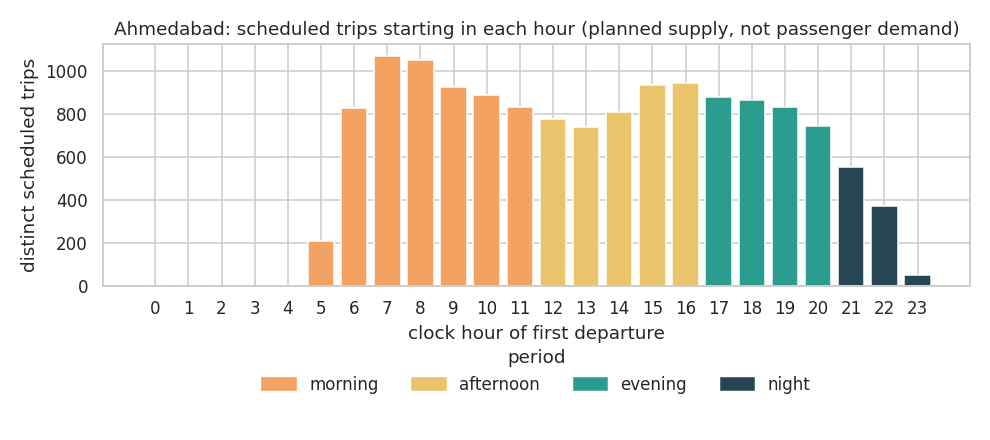 Ahmedabad: scheduled trips starting in each hour (planned supply, not passenger demand)
distinct scheduled trips
1000
800
600
400
200
0
0 1 2 3 4 5 6 7 8 9 10 11 12 13 14 15 16 17 18 19 20 21 22 23
clock hour of first departure
period
morning afternoon evening night